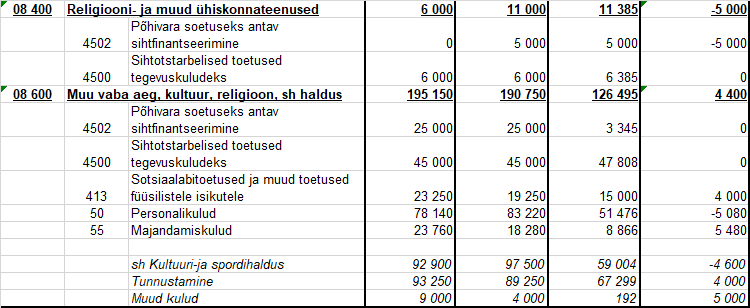 08 400 Religiooni- ja muud ühiskonnateenused 6 000 11 000 11 385 -5 000
Põhivara soetuseks antav
4502 sihtfinantseerimine 0 5 000 5 000 -5 000
Sihtotstarbelised toetused
4500 tegevuskuludeks 6 000 6 000 6 385 0
08 600 Muu vaba aeg, kultuur, religioon, sh haldus 195 150 190 750 126 495 4 400
Põhivara soetuseks antav
4502 sihtfinantseerimine 25 000 25 000 3 345 0
Sihtotstarbelised toetused
4500 tegevuskuludeks 45 000 45 000 47 808 0
Sotsiaalabitoetused ja muud toetused
413 füüsilistele isikutele 23 250 19 250 15 000 4 000
50 Personalikulud 78 140 83 220 51 476 -5 080
55 Majandamiskulud 23 760 18 280 8 866 5 480
sh Kultuuri-ja spordihaldus 92 900 97 500 59 004 -4 600
Tunnustamine 93 250 89 250 67 299 4 000
Muud kulud 9 000 4 000 192 5 000